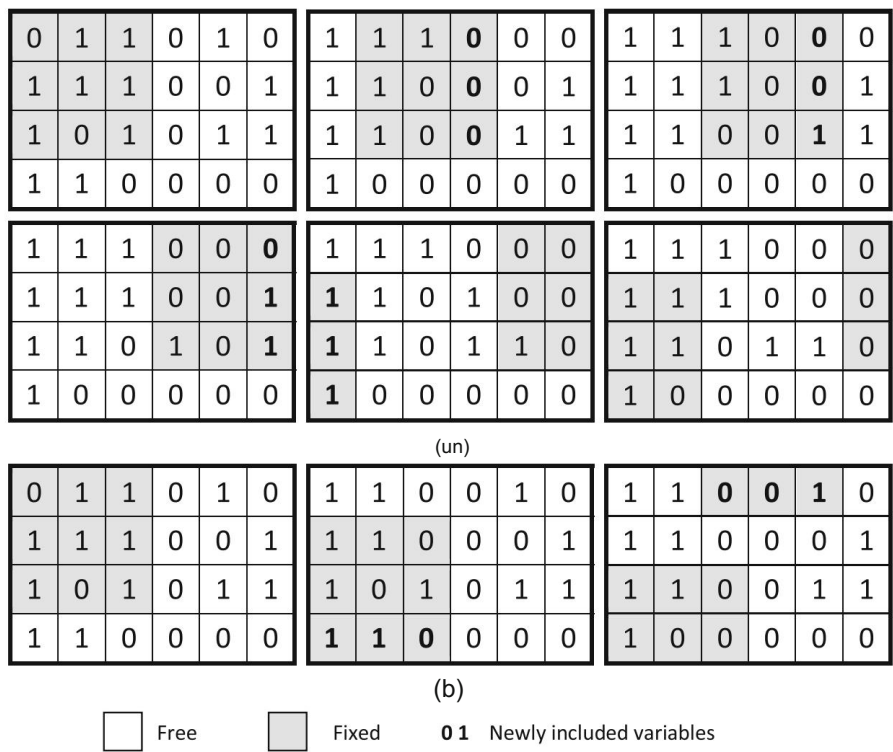 0 1 1 0 1 0 1 1 1 0 0 0 1 1 1 0 0 0
1 1 1 0 0 1 1 1 0 0 0 1 1 1 1 0 0 1
1 0 1 0 1 1 1 1 0 0 1 1 1 1 0 0 1 1
1 1 0 0 0 0 1 0 0 0 0 0 1 0 0 0 0 0
1 1 1 0 0 0 1 1 1 0 0 0 1 1 1 0 0 0
1 1 1 0 0 1 1 1 0 1 0 0 1 1 1 0 0 0
1 1 0 1 0 1 1 1 0 1 1 0 1 1 0 1 1 0
1 0 0 0 0 0 1 0 0 0 0 0 1 0 0 0 0 0
(un)
0 1 1 0 1 0 1 1 0 0 1 0 1 1 0 0 1 0
1 1 1 0 0 1 1 1 0 0 0 1 1 1 0 0 0 1
1 0 1 0 1 1 1 0 1 0 1 1 1 1 0 0 1 1
1 1 0 0 0 0 1 1 0 0 0 0 1 0 0 0 0 0
(b)
Free Fixed 0 1 Newly included variables